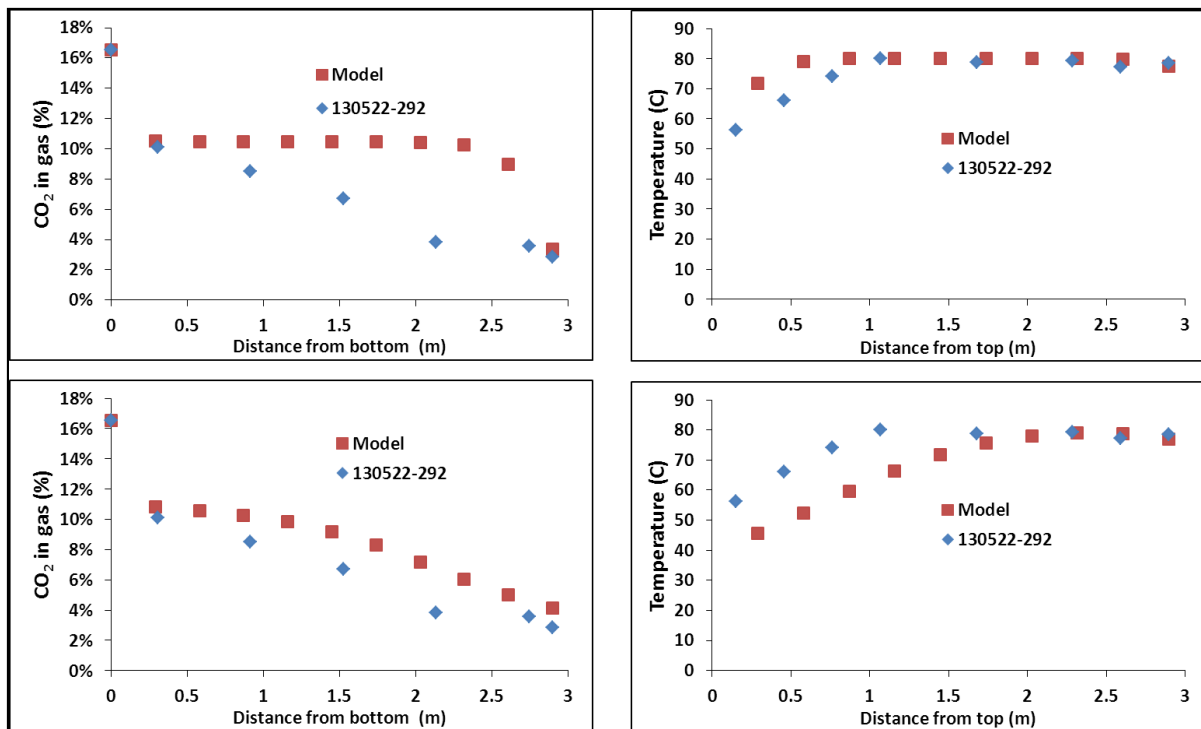 18%
16%
14%
12%
10%
8%
6%
4%
2%
0%
CO2 in gas (%)
Model
130522-292
0 0.5 1 1.5 2 2.5 3
Distance from bottom (m)
90
80
70
60
50
40
30
20
10
0
Temperature (C)
Model
130522-292
0 0.5 1 1.5 2 2.5 3
Distance from top (m)
18%
16%
14%
12%
10%
8%
6%
4%
2%
0%
CO2 in gas (%)
Model
130522-292
0 0.5 1 1.5 2 2.5 3
Distance from bottom (m)
90
80
70
60
50
40
30
20
10
0
Temperature (C)
Model
130522-292
0 0.5 1 1.5 2 2.5 3
Distance from top (m)